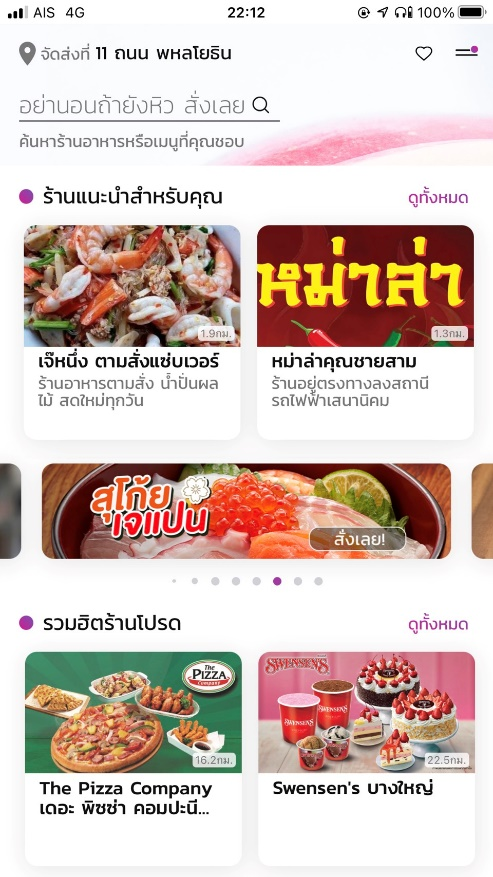 AIS 4G 22:12 100%
จัดส่งที่ 11 ถนน พหลโยธิน
อย่านอนถ้ายังหิว สั่งเลย
ค้นหาร้านอาหารหรือเมนูที่คุณชอบ
ร้านแนะนำสำหรับคุณ ดูทั้งหมด
1.9กม.
เจ๊หนึ่ง ตามสั่งแซ่บเวอร์
ร้านอาหารตามสั่ง น้ำปั่นผล
ไม้ สดใหม่ทุกวัน
หม่าล่า
1.3กม.
หม่าล่าคุณชายสาม
ร้านอยู่ตรงทางลงสถานี
รถไฟฟ้าเสนานิคม
สุโก้ย
เจแปน
สั่งเลย!
รวมฮิตร้านโปรด ดูทั้งหมด
The
PIZZA
COMPANY
16.2กม.
The Pizza Company
เดอะ พิซซ่า คอมปะนี...
SWENSEN'S
SWENSEN'S
SWENSEN'S
22.5กม.
Swensen's บางใหญ่